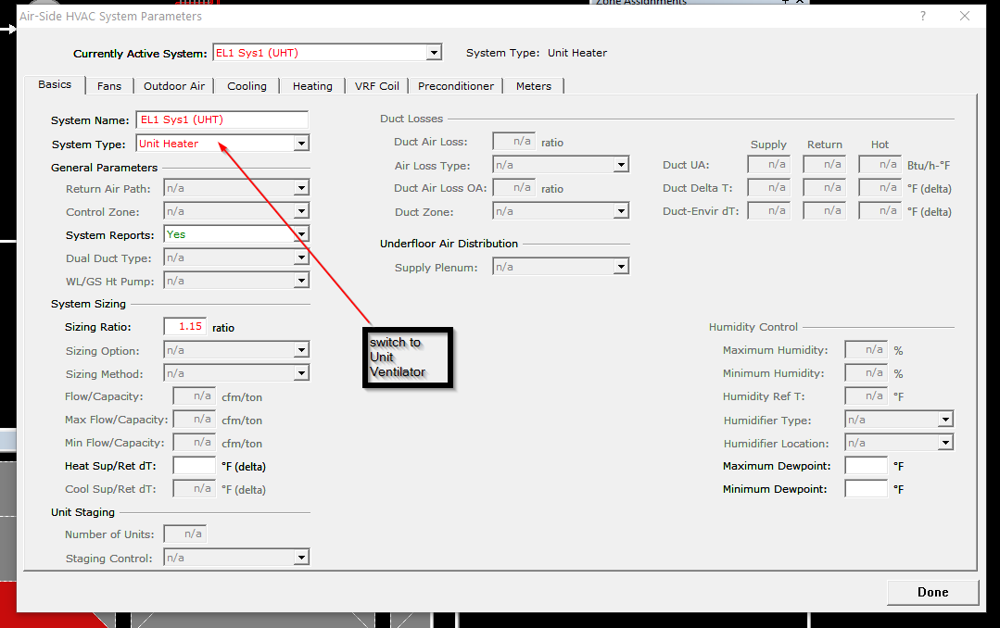 Zone Assignments
Air-Side HVAC System Parameters
?
Currently Active System: EL1 Sys1 (UHT) System Type: Unit Heater
Basics Fans Outdoor Air Cooling Heating VRF Coil Preconditioner Meters
System Name: EL1 Sys1 (UHT)
System Type: Unit Heater
General Parameters
Return Air Path: n/a
Control Zone: n/a
System Reports: Yes
Dual Duct Type: n/a
WL/GS Ht Pump: n/a
System Sizing
Sizing Ratio: 1.15 ratio
Sizing Option: n/a
Sizing Method: n/a
Flow/Capacity: n/a cfm/ton
Max Flow/Capacity: n/a cfm/ton
Min Flow/Capacity: n/a cfm/ton
Heat Sup/Ret dT: °F (delta)
Cool Sup/Ret dT: n/a °F (delta)
Unit Staging
Number of Units: n/a
Staging Control: n/a
Duct Losses
Duct Air Loss: n/a ratio
Air Loss Type: n/a
Duct Air Loss OA: n/a ratio
Duct Zone: n/a
Supply Return Hot
Duct UA: n/a n/a n/a Btu/h-°F
Duct Delta T: n/a n/a n/a °F (delta)
Duct-Envir dT: n/a n/a n/a °F (delta)
Underfloor Air Distribution
Supply Plenum: n/a
switch to
Unit
Ventilator
Humidity Control
Maximum Humidity: n/a %
Minimum Humidity: n/a %
Humidity Ref T: n/a °F
Humidifier Type: n/a
Humidifier Location: n/a
Maximum Dewpoint: °F
Minimum Dewpoint: °F
Done